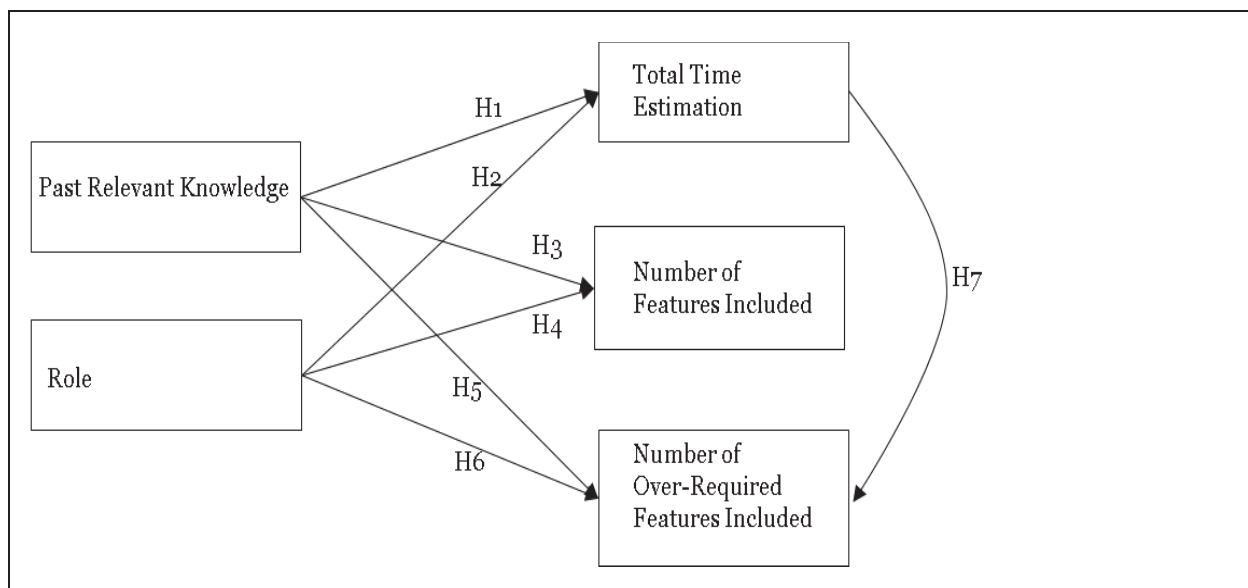 Total Time
Estimation
H1
Past Relevant Knowledge
H2
H3
Number of
Features Included
H7
H4
Role
H5
H6
Number of
Over-Required
Features Included